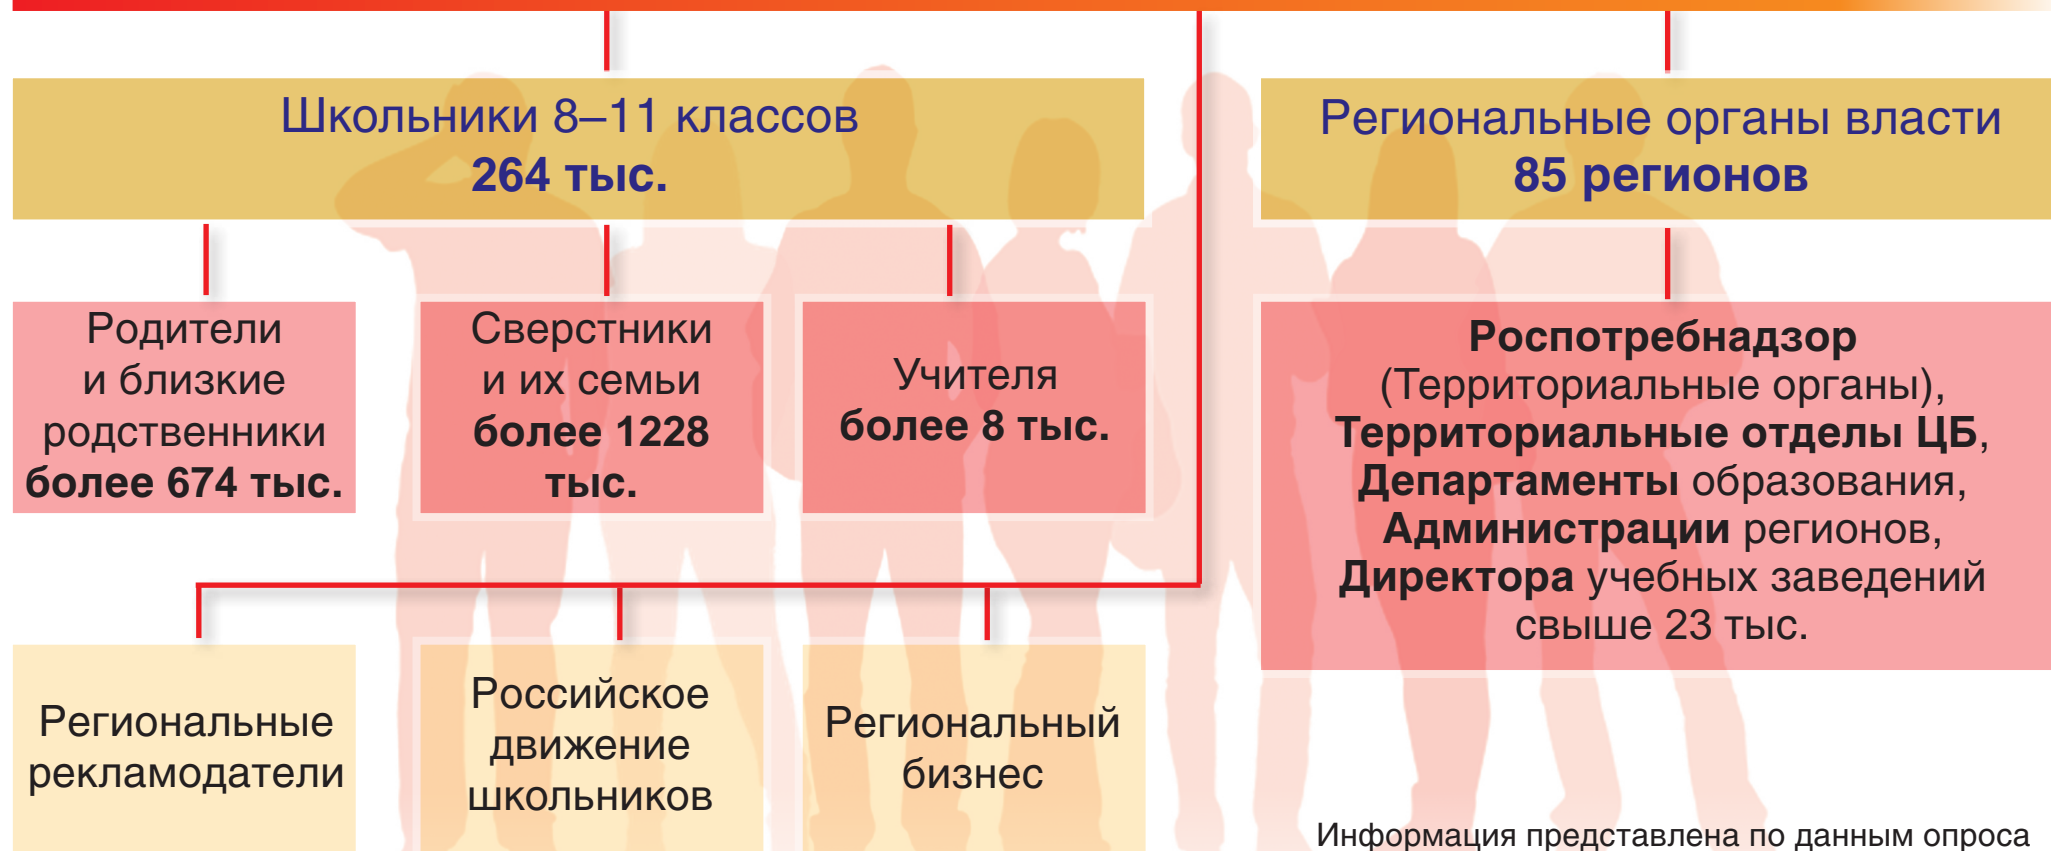 Школьники 8–11 классов
264 тыс.
Региональные органы власти
85 регионов
Родители
и близкие
родственники
более 674 тыс.
Сверстники
и их семьи
более 1228
тыс.
Учителя
более 8 тыс.
Роспотребнадзор
(Территориальные органы),
Территориальные отделы ЦБ,
Департаменты образования,
Администрации регионов,
Директора учебных заведений
свыше 23 тыс.
Региональные
рекламодатели
Российское
движение
школьников
Региональный
бизнес
Информация представлена по данным опроса